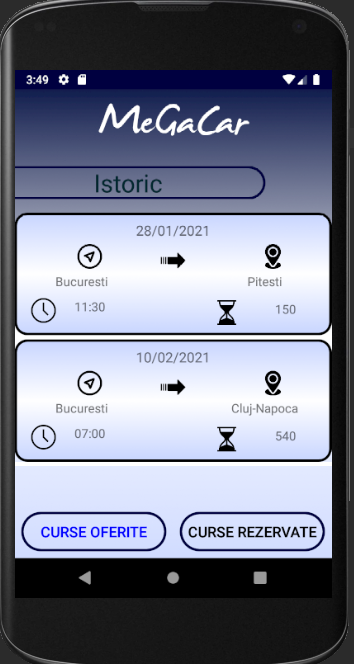 3:49
MeGaCar
Istoric
28/01/2021
Bucuresti Pitesti
11:30 150
10/02/2021
Bucuresti Cluj-Napoca
07:00 540
CURSE OFERITE CURSE REZERVATE